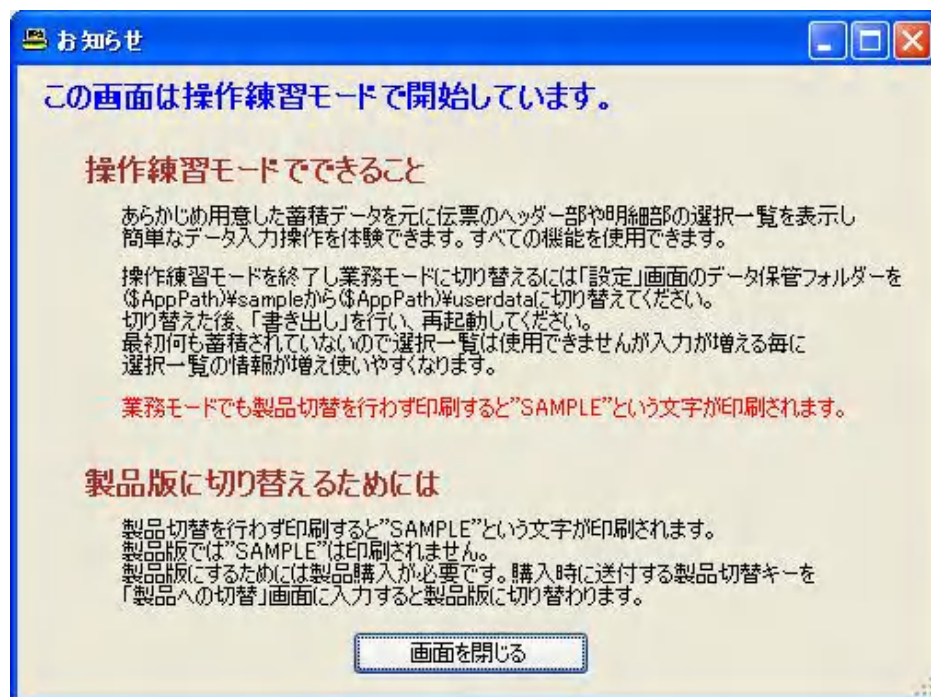 お知らせ
この画面は操作練習モードで開始しています。
操作練習モードでできること
あらかじめ用意した蓄積データを元に伝票のヘッダー部や明細部の選択一覧を表示し
簡単なデータ入力操作を体験できます。すべての機能を使用できます。
操作練習モードを終了し業務モードに切り替えるには「設定」画面のデータ保管フォルダーを
($AppPath)¥sampleから($AppPath)¥userdataに切り替えてください。
切り替えた後、「書き出し」を行い、再起動してください。
最初何も蓄積されていないので選択一覧は使用できませんが入力が増える毎に
選択一覧の情報が増え使いやすくなります。
業務モードでも製品切替を行わず印刷すると"SAMPLE"という文字が印刷されます。
製品版に切り替えるためには
製品切替を行わず印刷すると"SAMPLE"という文字が印刷されます。
製品版では"SAMPLE"は印刷されません。
製品版にするためには製品購入が必要です。購入時に送付する製品切替キーを
「製品への切替」画面に入力すると製品版に切り替わります。
画面を閉じる